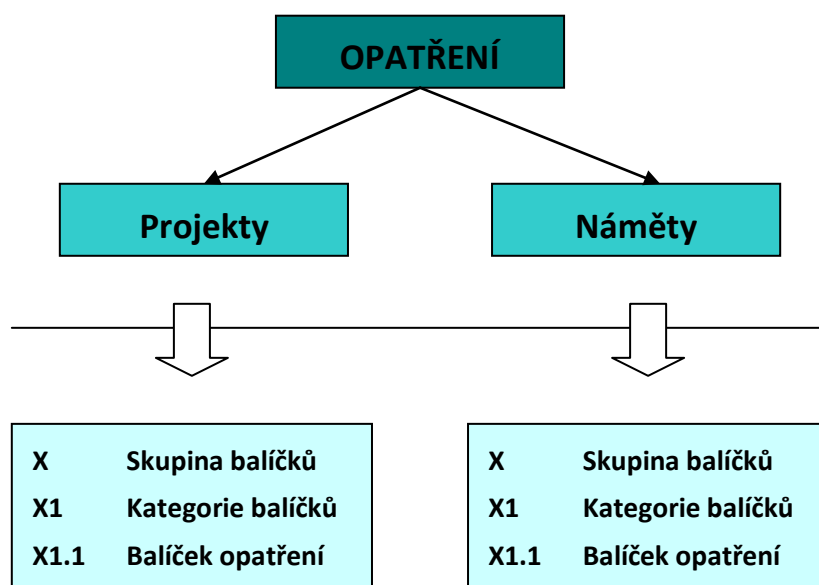 OPATŘENÍ
Projekty
Náměty
X Skupina balíčků
X1 Kategorie balíčků
X1.1 Balíček opatření
X Skupina balíčků
X1 Kategorie balíčků
X1.1 Balíček opatření